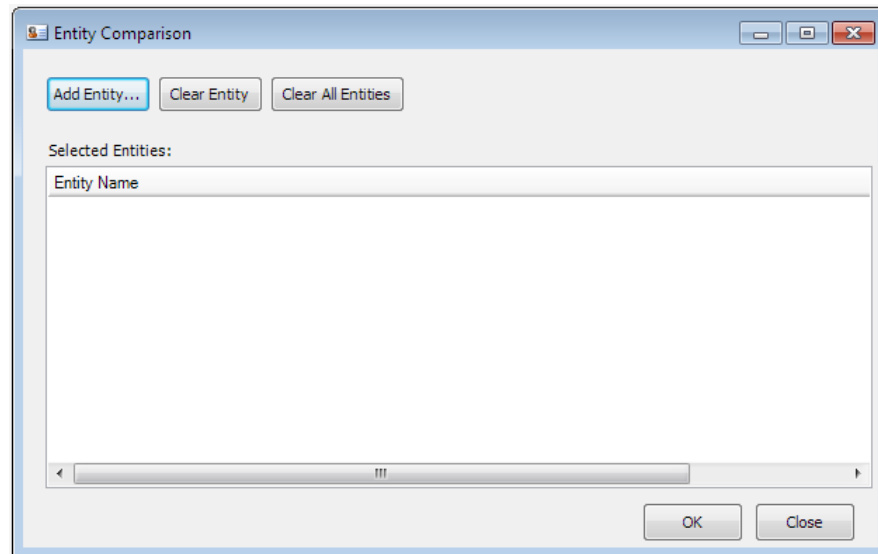 Entity Comparison
Add Entity... Clear Entity Clear All Entities
Selected Entities:
Entity Name
OK Close